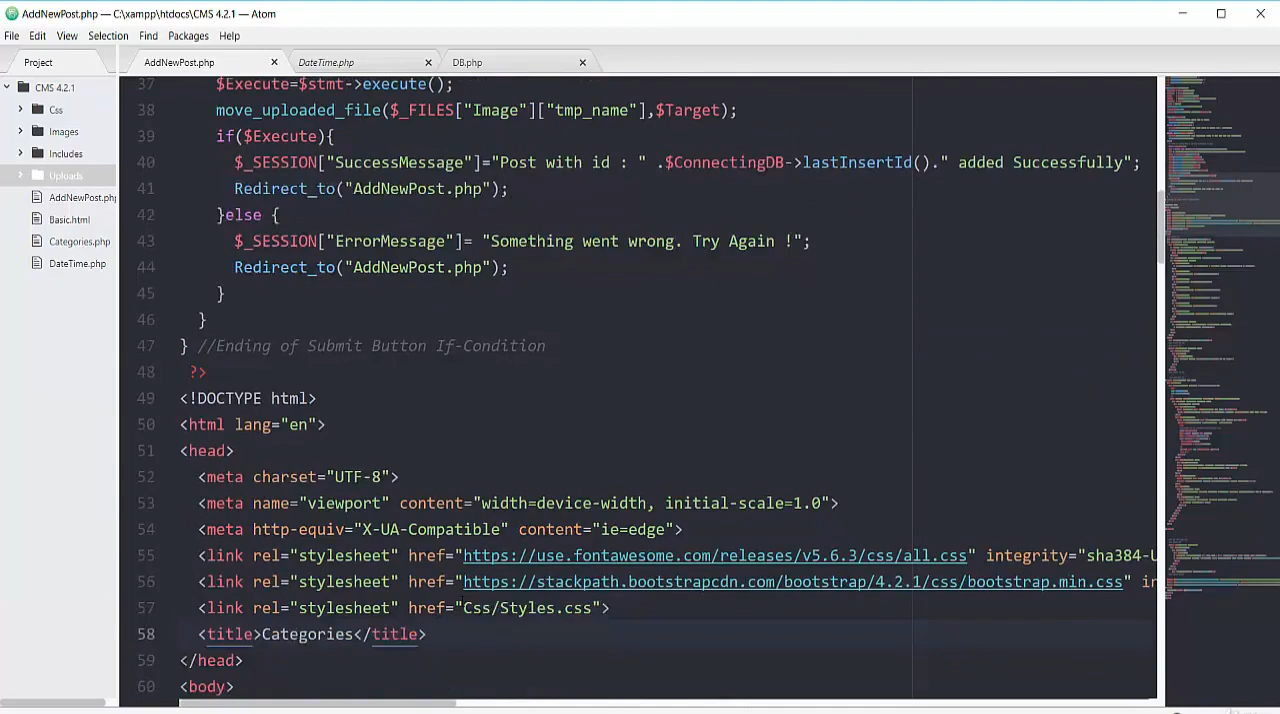 AddNewPost.php — C:\xampp\htdocs\CMS 4.2.1 — Atom
File Edit View Selection Find Packages Help
Project
AddNewPost.php
DateTime.php
DB.php
CMS 4.2.1
Css
Images
Includes
Uploads
AddNewPost.php
Basic.html
Categories.php
37 $Execute=$stmt->execute();
38 move_uploaded_file($_FILES["Image"]["tmp_name"],$Target);
39 if($Execute){
40 $_SESSION["SuccessMessage"]="Post with id : " .$ConnectingDB->lastInsertId()." added Successfully";
41 Redirect_to("AddNewPost.php");
42 }else {
43 $_SESSION["ErrorMessage"]= "Something went wrong. Try Again !";
44 Redirect_to("AddNewPost.php");
45 }
46 }
47 } //Ending of Submit Button If-Condition
48 ?>
49 <!DOCTYPE html>
50 <html lang="en">
51 <head>
52 <meta charset="UTF-8">
53 <meta name="viewport" content="width=device-width, initial-scale=1.0">
54 <meta http-equiv="X-UA-Compatible" content="ie=edge">
55 <link rel="stylesheet" href="https://use.fontawesome.com/releases/v5.6.3/css/all.css" integrity="sha384-U
56 <link rel="stylesheet" href="https://stackpath.bootstrapcdn.com/bootstrap/4.2.1/css/bootstrap.min.css" in
57 <link rel="stylesheet" href="Css/Styles.css">
58 <title>Categories</title>
59 </head>
60 <body>